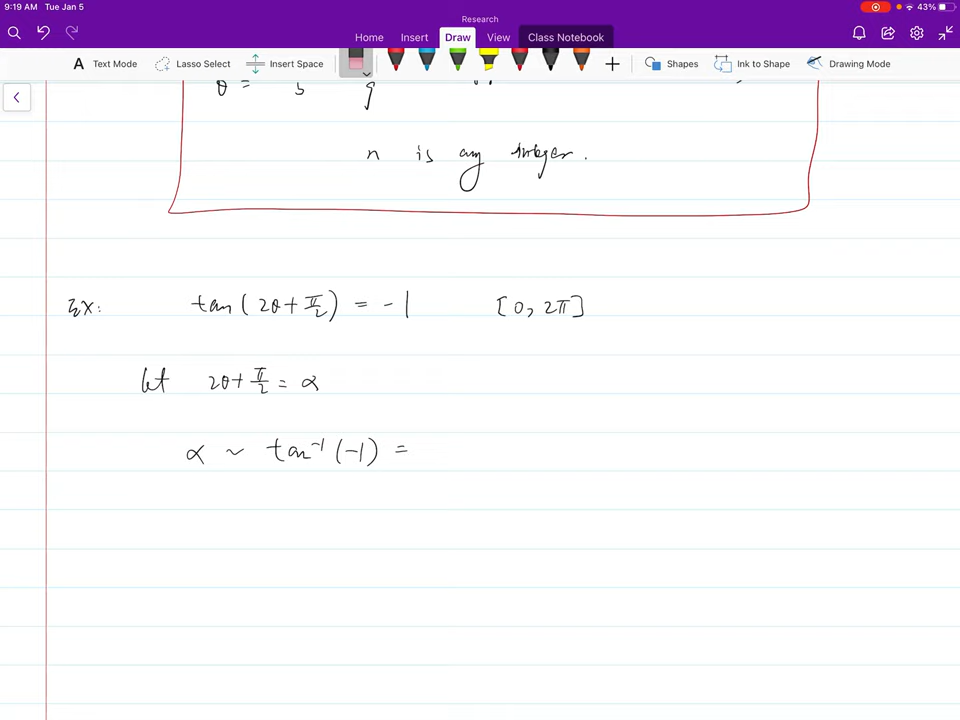 9:19 AM Tue Jan 5
43%
Research
Home Insert Draw View Class Notebook
A Text Mode Lasso Select Insert Space Shapes Ink to Shape Drawing Mode
θ =
n is any integer.
Ex: tan(2θ + π/2) = -1 [0, 2π]
let 2θ + π/2 = α
α ~ tan⁻¹(-1) =